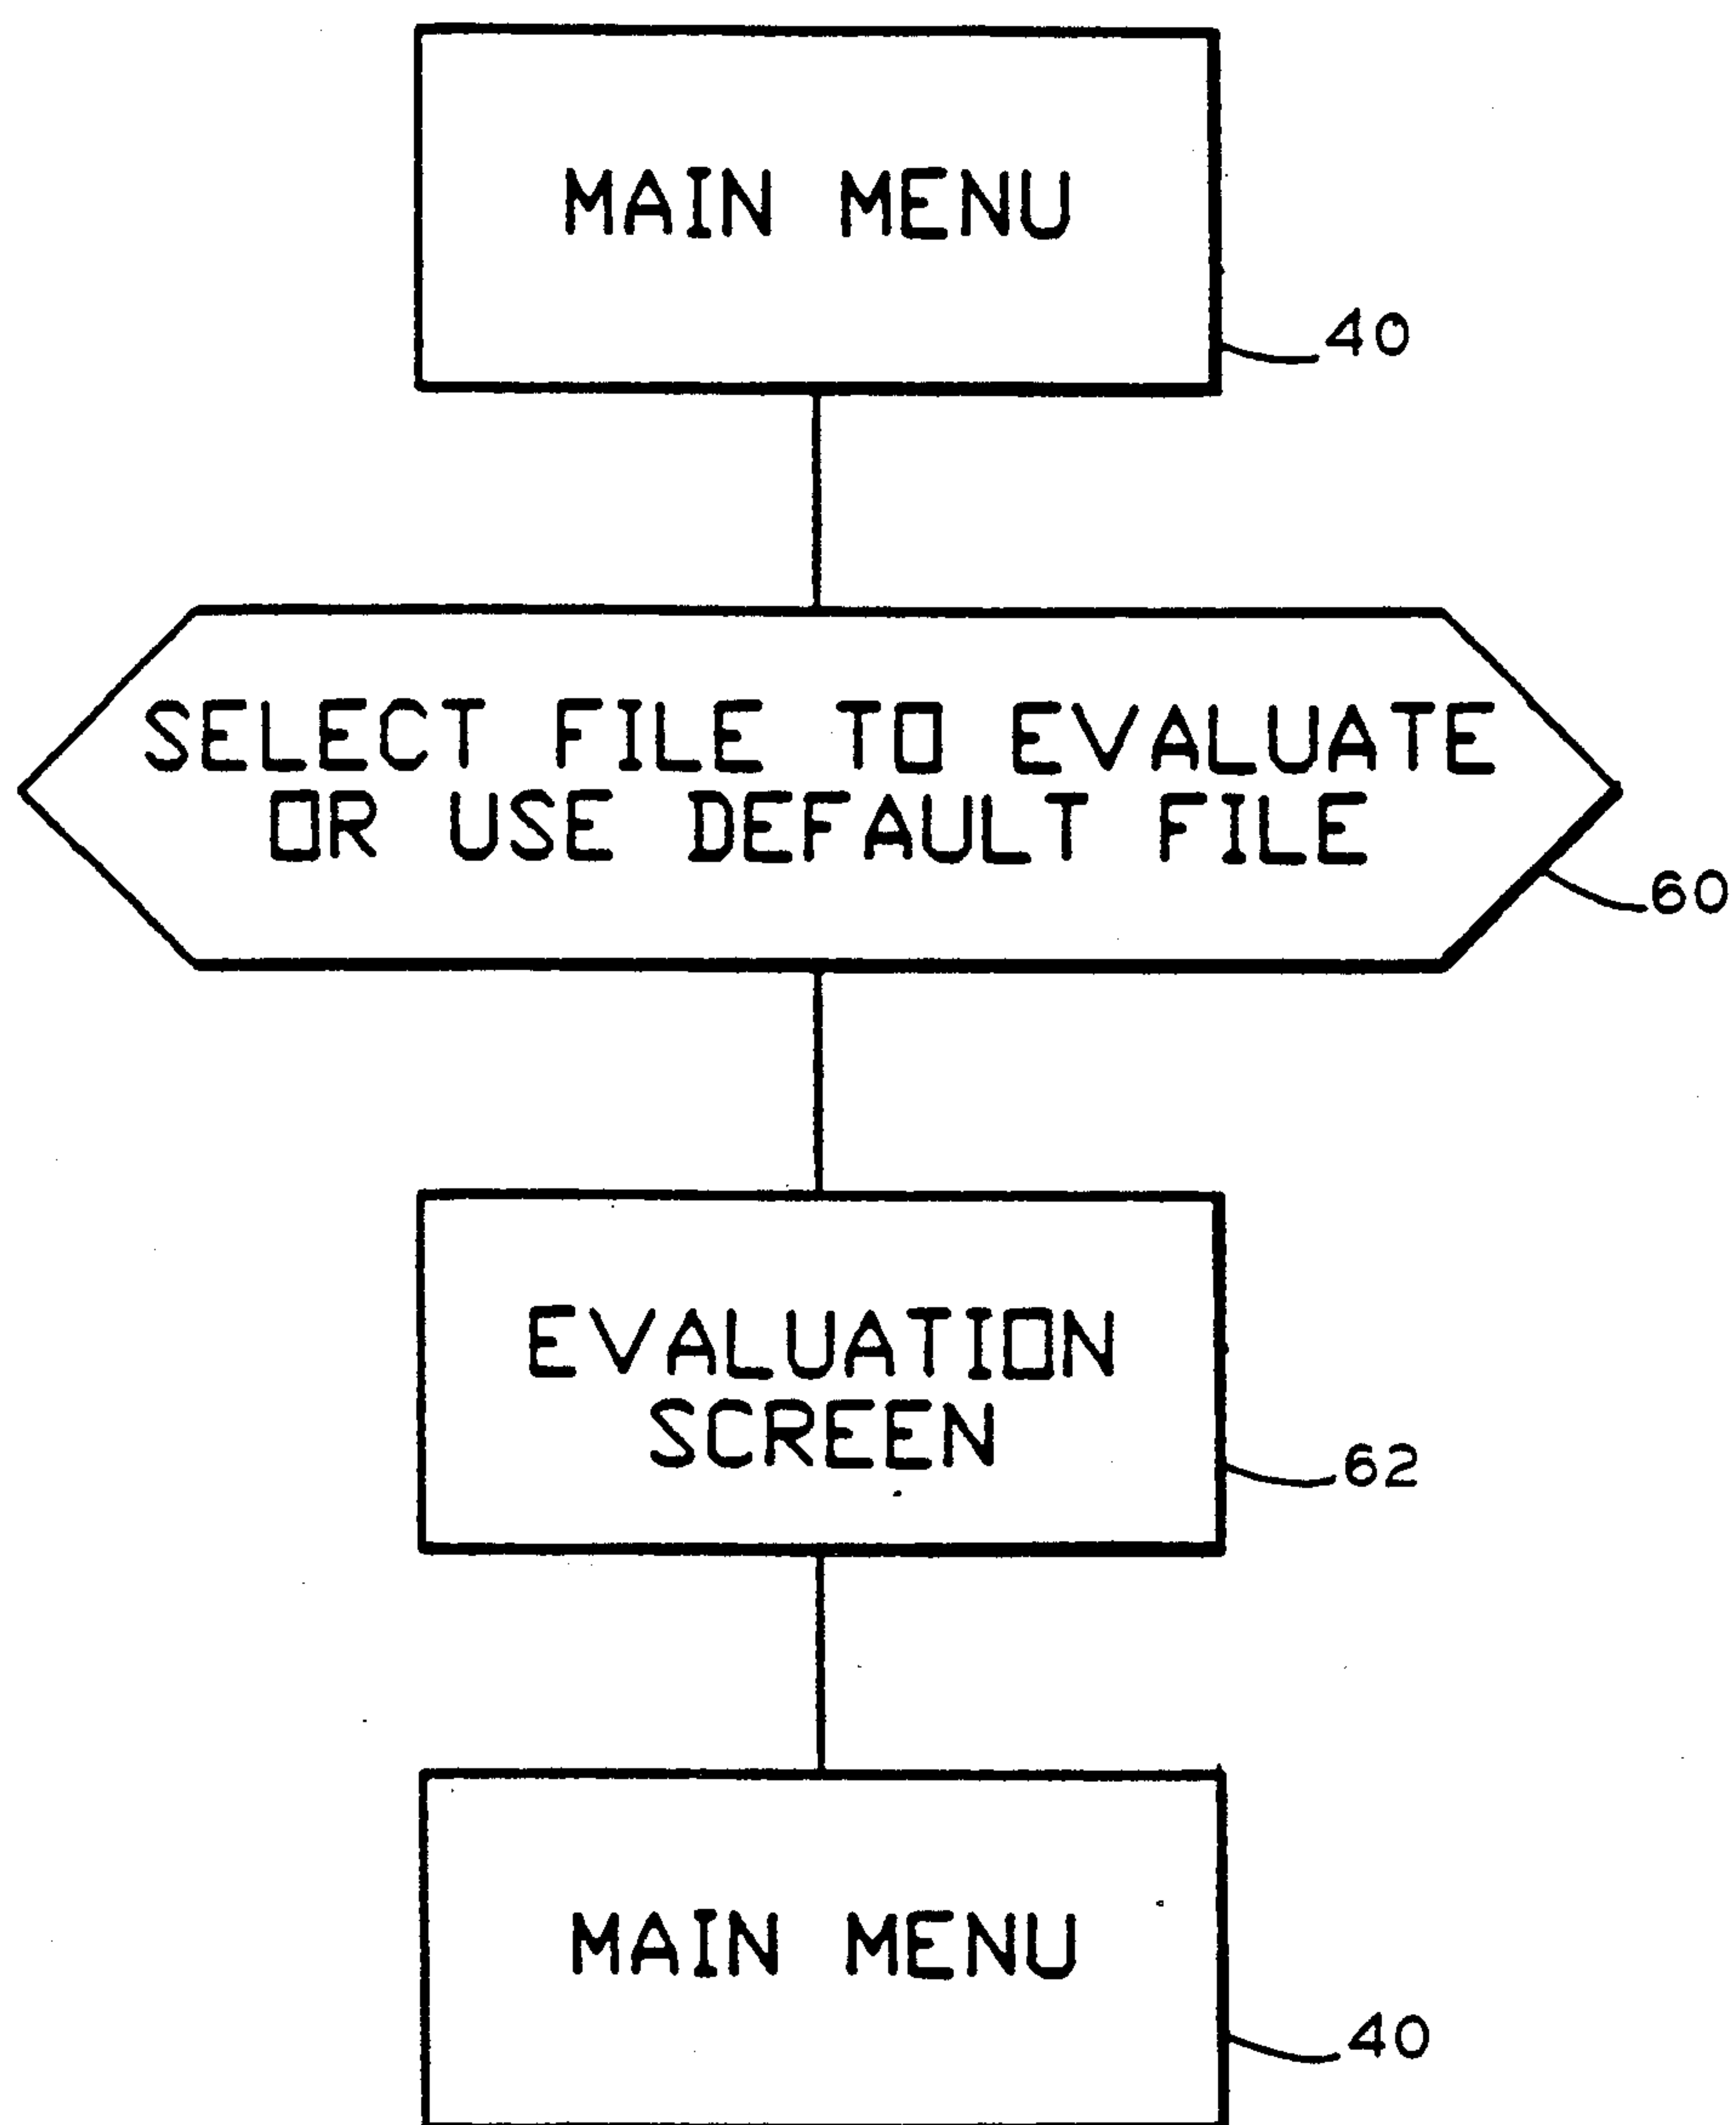 MAIN MENU
40
SELECT FILE TO EVALUATE
OR USE DEFAULT FILE
60
EVALUATION
SCREEN
62
MAIN MENU
40